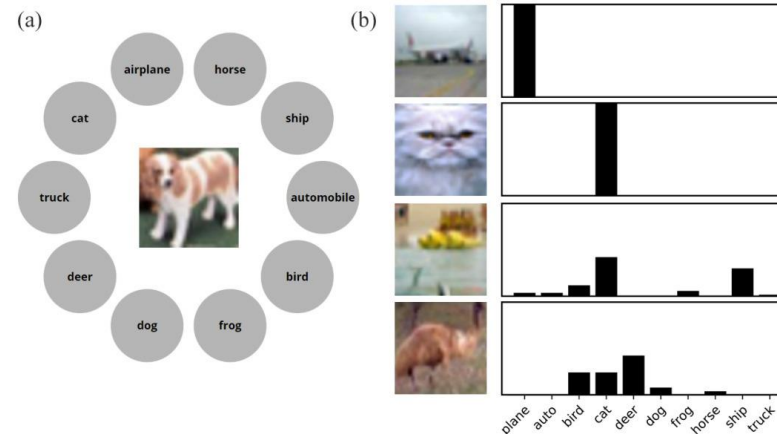 (a)
(b)
airplane
horse
cat
ship
truck
automobile
deer
bird
dog
frog
plane
auto
bird
cat
deer
dog
frog
horse
ship
truck